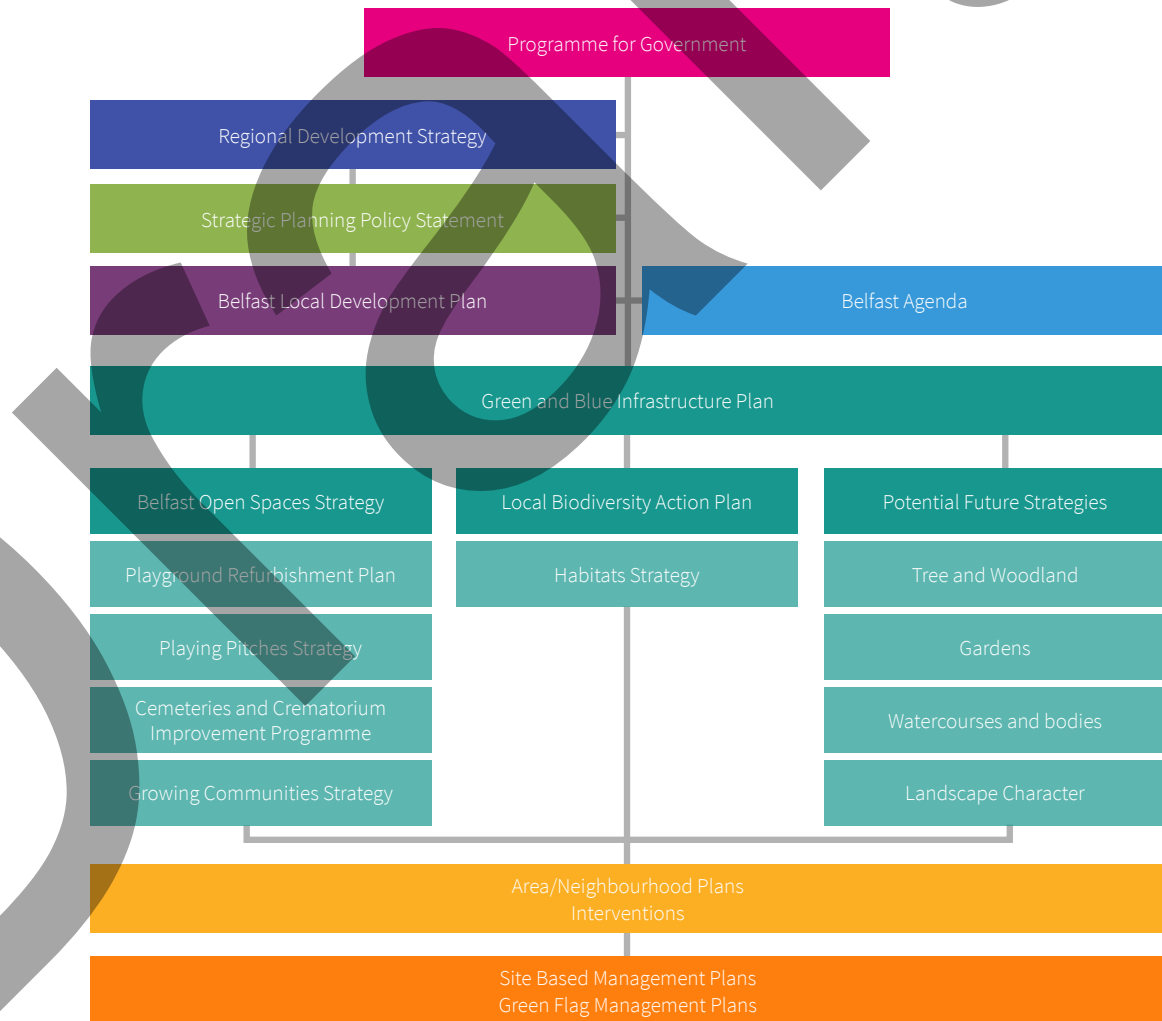 Programme for Government
Regional Development Strategy
Strategic Planning Policy Statement
Belfast Local Development Plan
Belfast Agenda
Green and Blue Infrastructure Plan
Belfast Open Spaces Strategy
Playground Refurbishment Plan
Playing Pitches Strategy
Cemeteries and Crematorium
Improvement Programme
Growing Communities Strategy
Local Biodiversity Action Plan
Habitats Strategy
Potential Future Strategies
Tree and Woodland
Gardens
Watercourses and bodies
Landscape Character
Area/Neighbourhood Plans
Interventions
Site Based Management Plans
Green Flag Management Plans